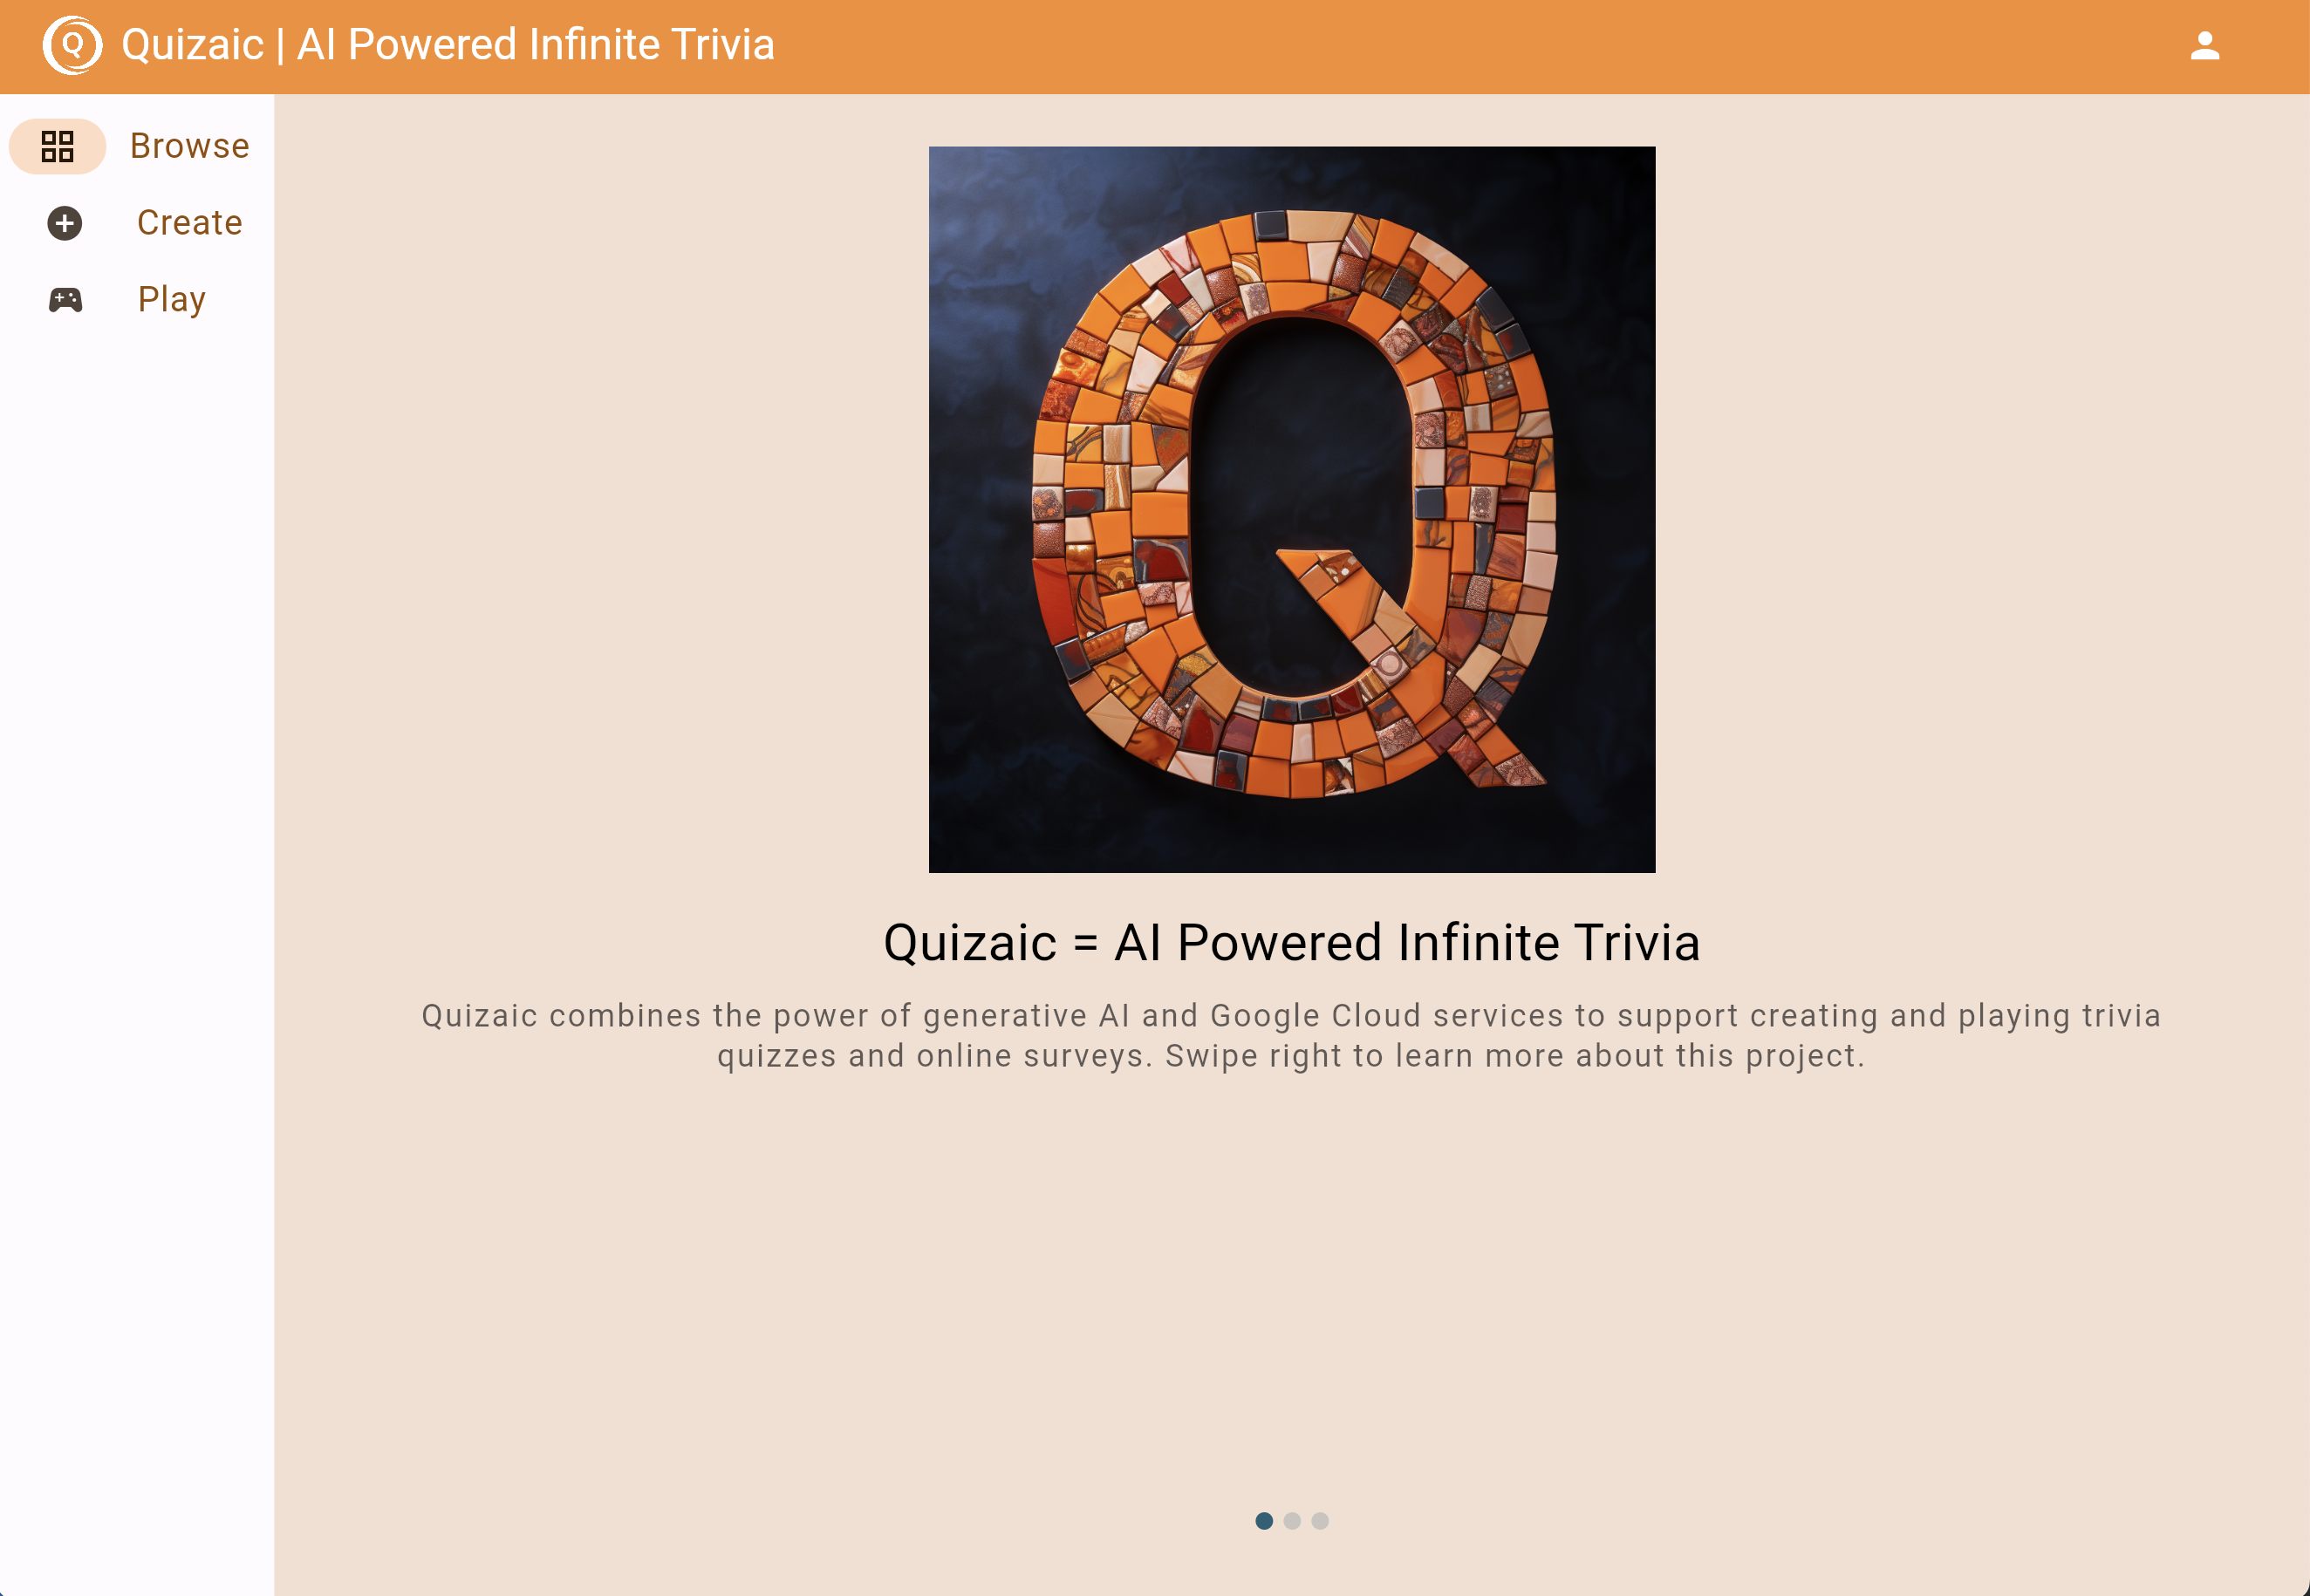 Quizaic | AI Powered Infinite Trivia
Browse
Create
Play
Q
Quizaic = AI Powered Infinite Trivia
Quizaic combines the power of generative AI and Google Cloud services to support creating and playing trivia
quizzes and online surveys. Swipe right to learn more about this project.